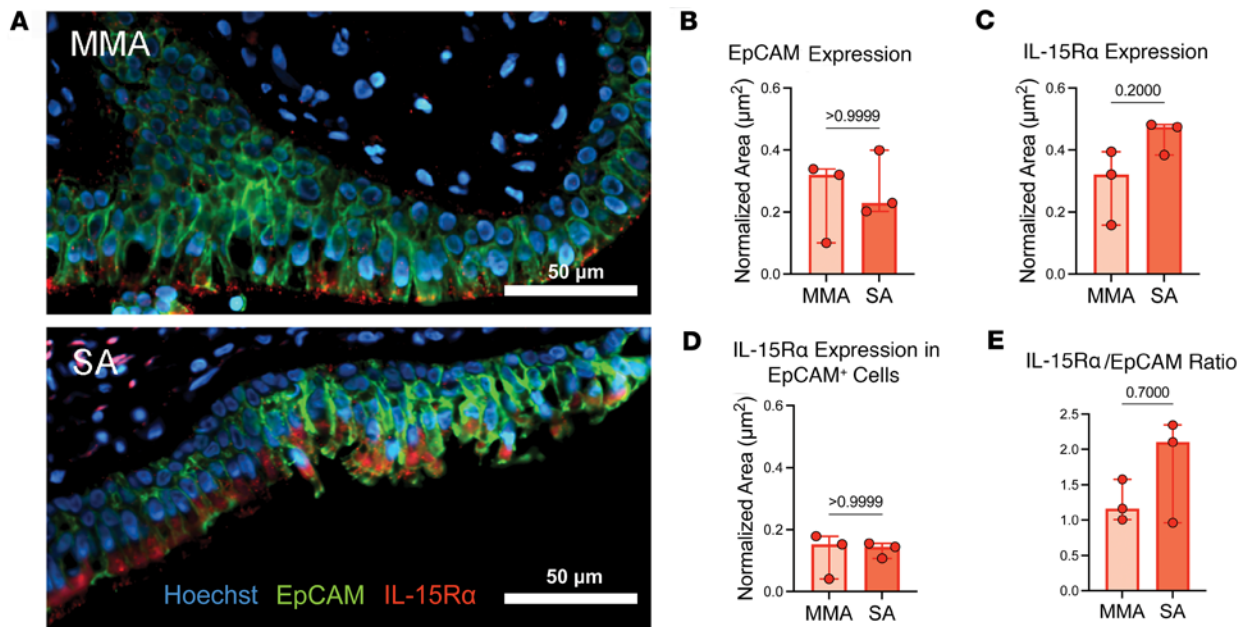 A
MMA
50 µm
SA
Hoechst EpCAM IL-15Rα
50 µm
B
EpCAM Expression
Normalized Area (µm²)
0.6
0.4
0.2
0.0
>0.9999
MMA SA
C
IL-15Rα Expression
Normalized Area (µm²)
0.6
0.4
0.2
0.0
0.2000
MMA SA
D
IL-15Rα Expression in
EpCAM⁺ Cells
Normalized Area (µm²)
0.6
0.4
0.2
0.0
>0.9999
MMA SA
E
IL-15Rα/EpCAM Ratio
0.7000
2.5
2.0
1.5
1.0
0.5
0.0
MMA SA